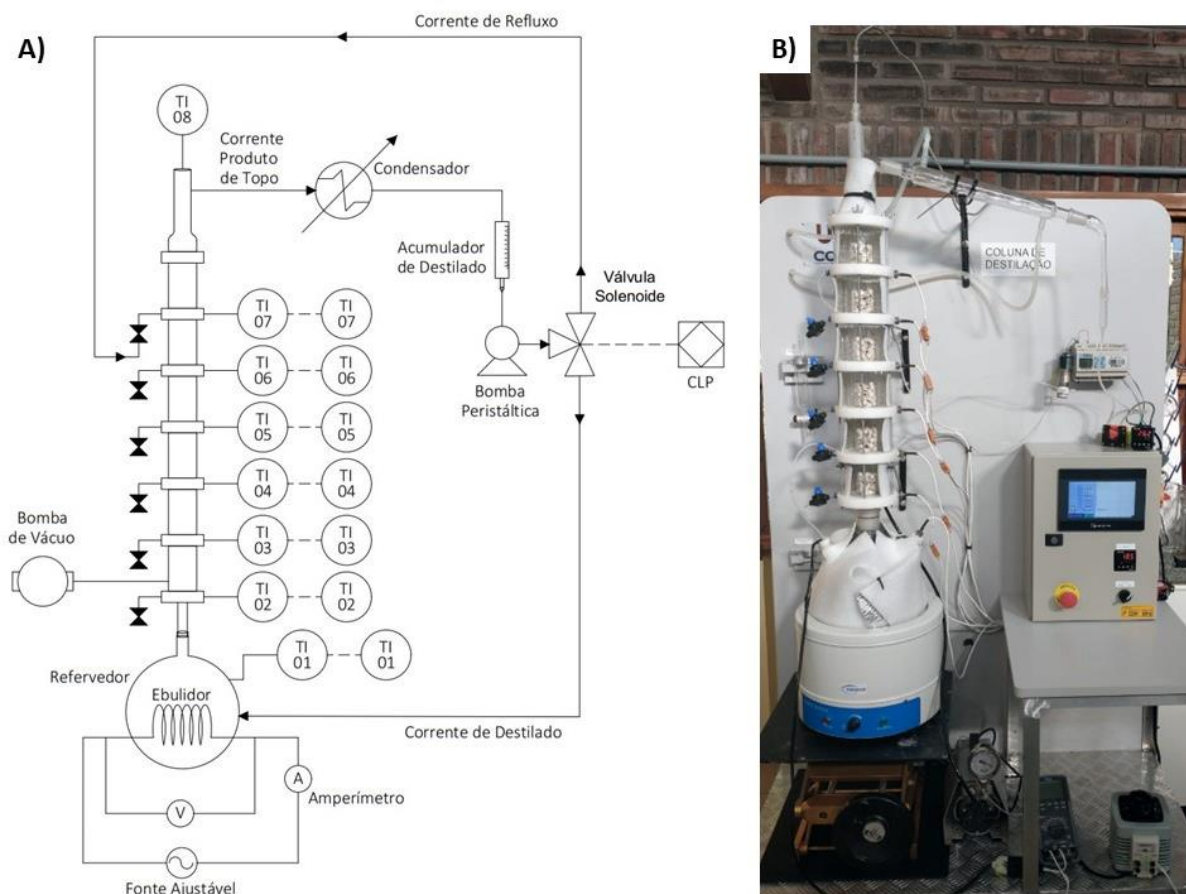 A)
Corrente de Refluxo
TI
08
Corrente
Produto
de Topo
Condensador
Acumulador
de Destilado
Válvula
Solenoide
TI
07
TI
07
TI
06
TI
06
Bomba
Peristáltica
CLP
TI
05
TI
05
TI
04
TI
04
Bomba
de Vácuo
TI
03
TI
03
TI
02
TI
02
TI
01
TI
01
Refervedor
Ebulidor
Corrente de Destilado
A
Amperímetro
V
Fonte Ajustável
B)
COLUNA DE
DESTILAÇÃO